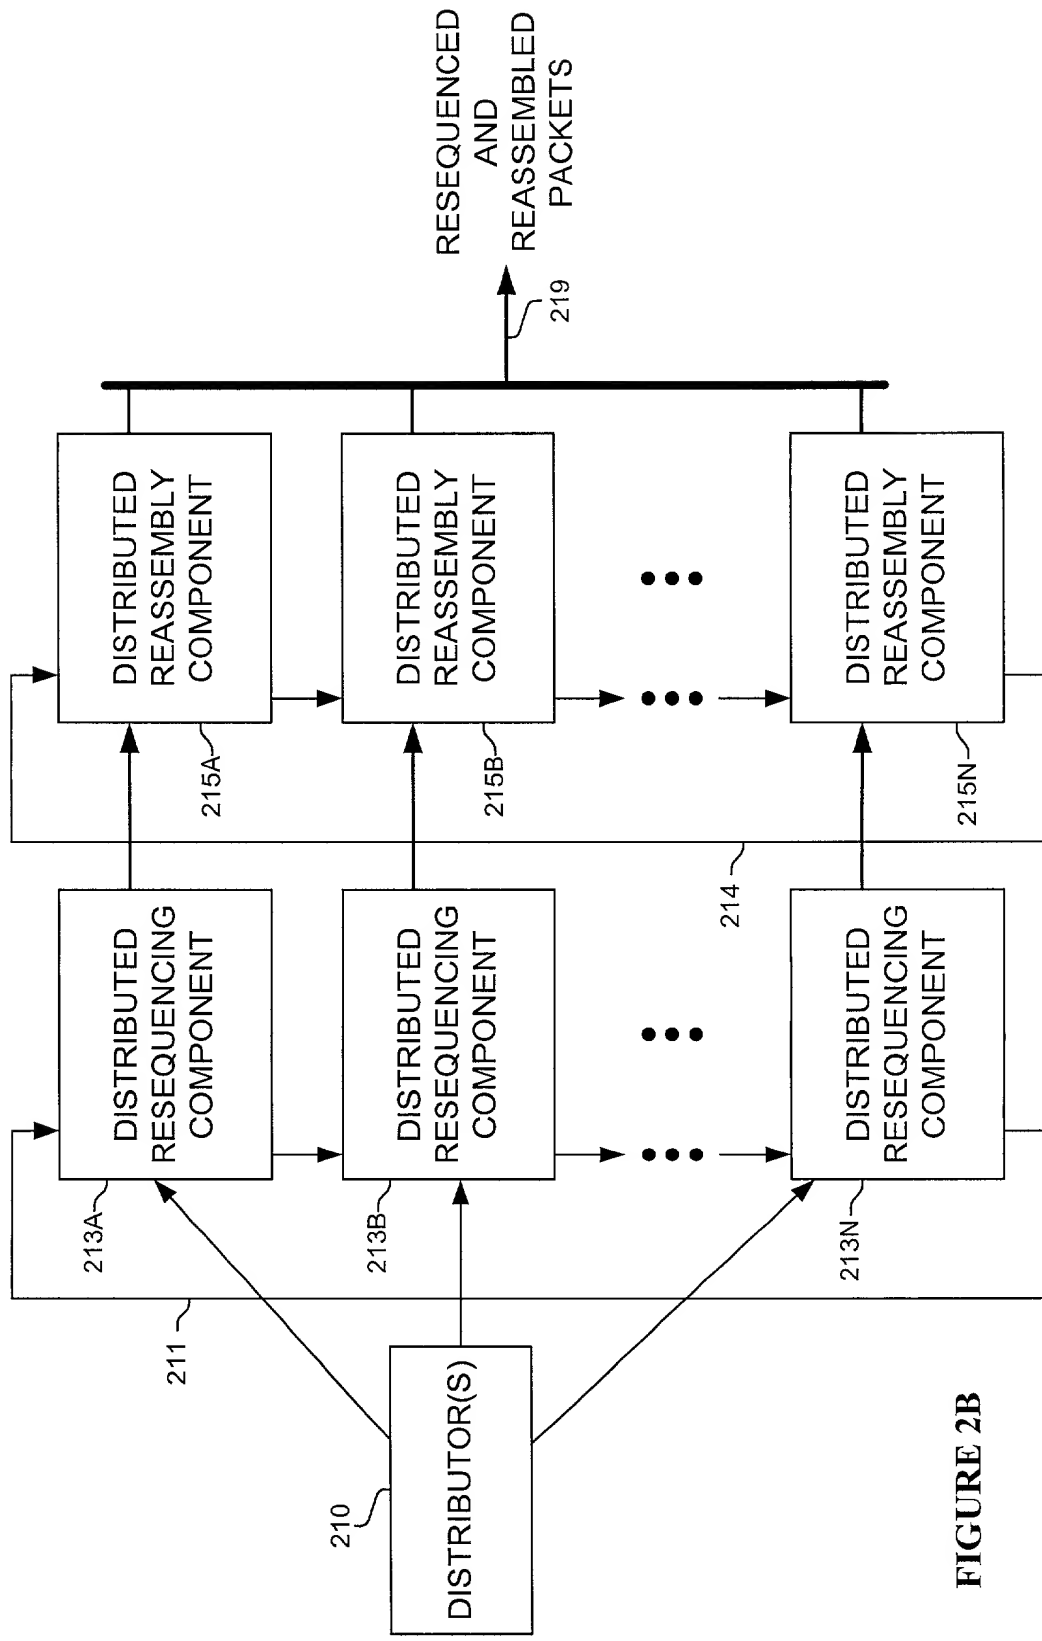 DISTRIBUTOR(S)
210
211
DISTRIBUTED
RESEQUENCING
COMPONENT
213A
DISTRIBUTED
RESEQUENCING
COMPONENT
213B
DISTRIBUTED
RESEQUENCING
COMPONENT
213N
214
DISTRIBUTED
REASSEMBLY
COMPONENT
215A
DISTRIBUTED
REASSEMBLY
COMPONENT
215B
DISTRIBUTED
REASSEMBLY
COMPONENT
215N
219
RESEQUENCED
AND
REASSEMBLED
PACKETS
FIGURE 2B